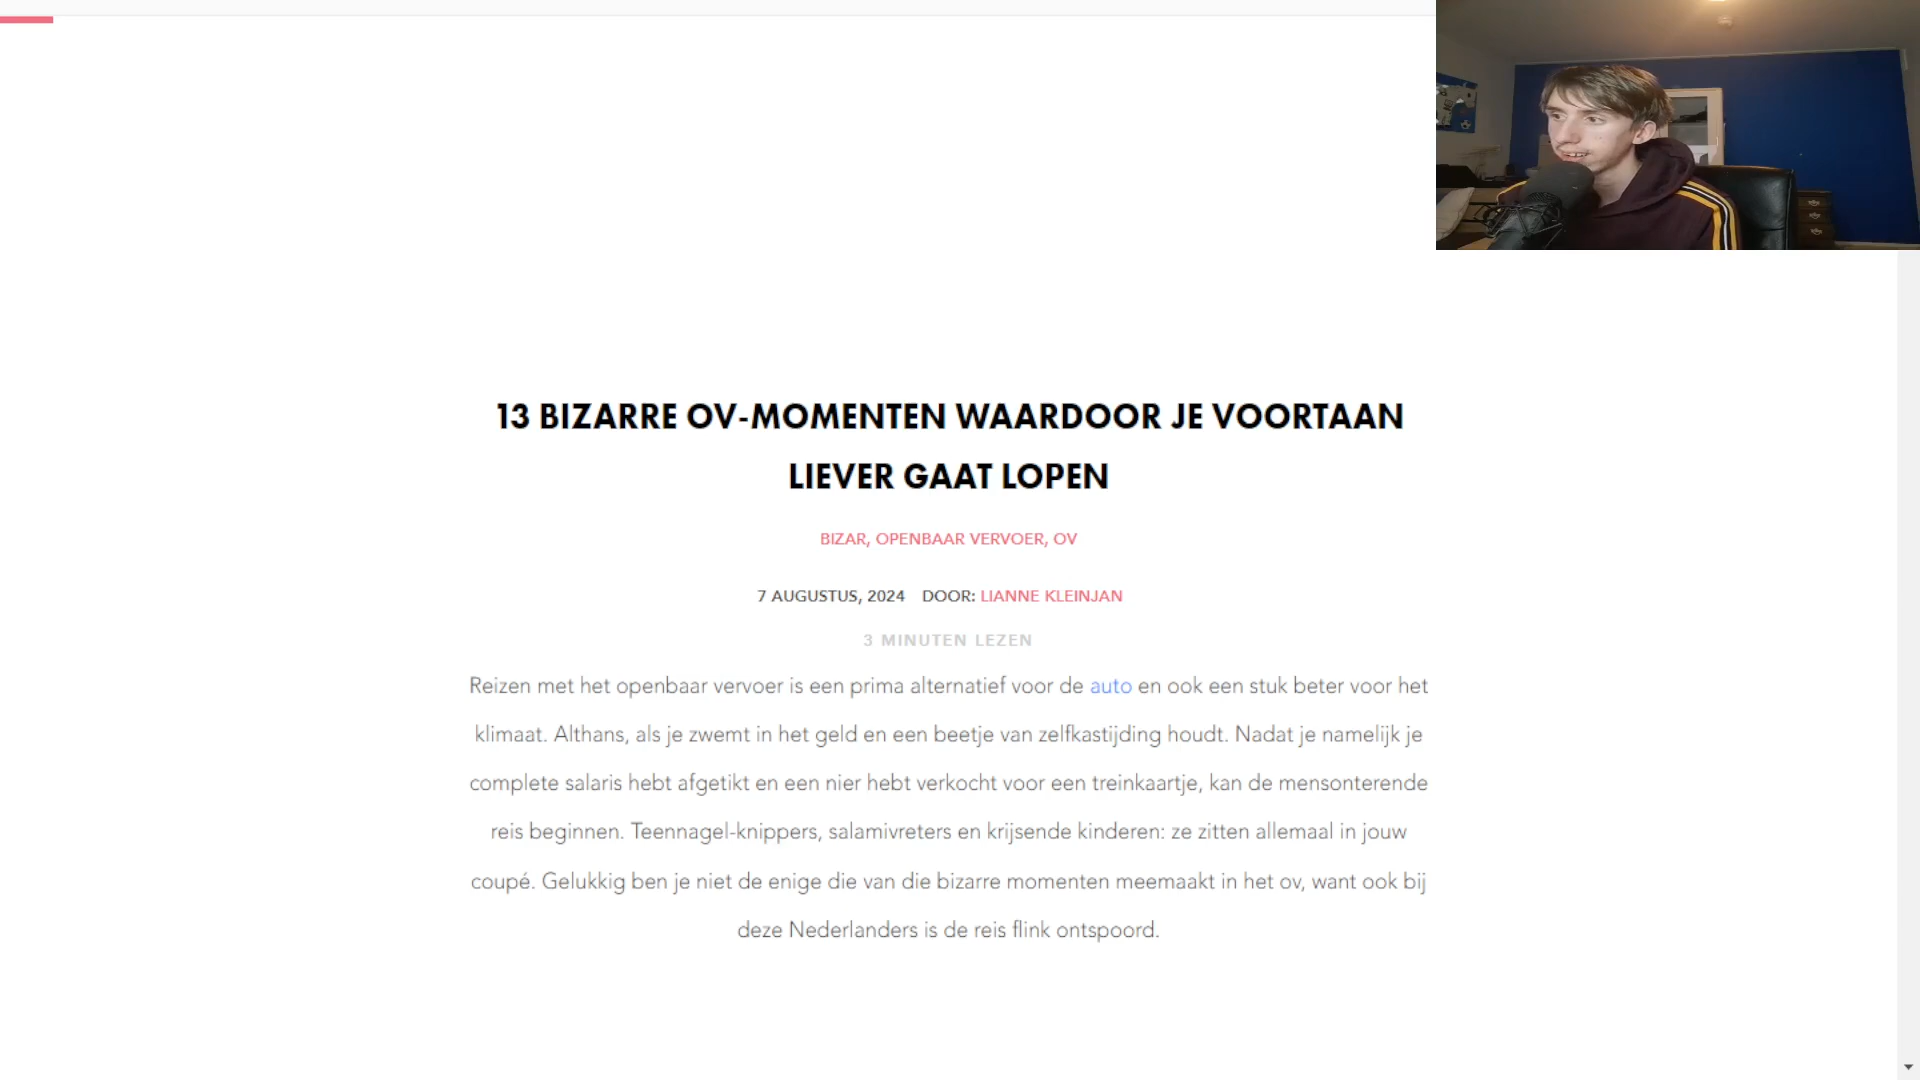 13 BIZARRE OV-MOMENTEN WAARDOOR JE VOORTAAN
LIEVER GAAT LOPEN
BIZAR, OPENBAAR VERVOER, OV
7 AUGUSTUS, 2024 DOOR: LIANNE KLEINJAN
3 MINUTEN LEZEN
Reizen met het openbaar vervoer is een prima alternatief voor de auto en ook een stuk beter voor het
klimaat. Althans, als je zwemt in het geld en een beetje van zelfkastijding houdt. Nadat je namelijk je
complete salaris hebt afgetikt en een nier hebt verkocht voor een treinkaartje, kan de mensonterende
reis beginnen. Teennagel-knippers, salamivreters en krijsende kinderen: ze zitten allemaal in jouw
coupé. Gelukkig ben je niet de enige die van die bizarre momenten meemaakt in het ov, want ook bij
deze Nederlanders is de reis flink ontspoord.